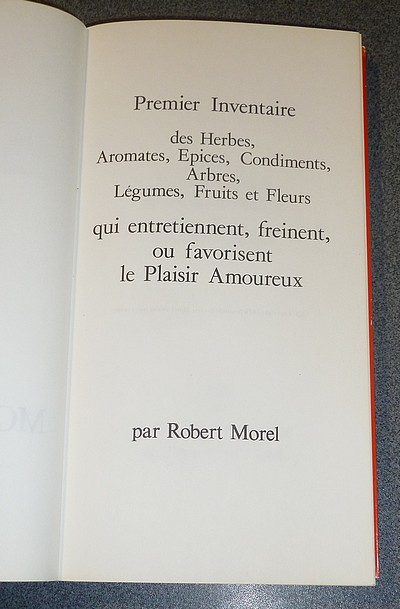 Premier Inventaire
des Herbes,
Aromates, Epices, Condiments,
Arbres,
Légumes, Fruits et Fleurs
qui entretiennent, freinent,
ou favorisent
le Plaisir Amoureux
par Robert Morel